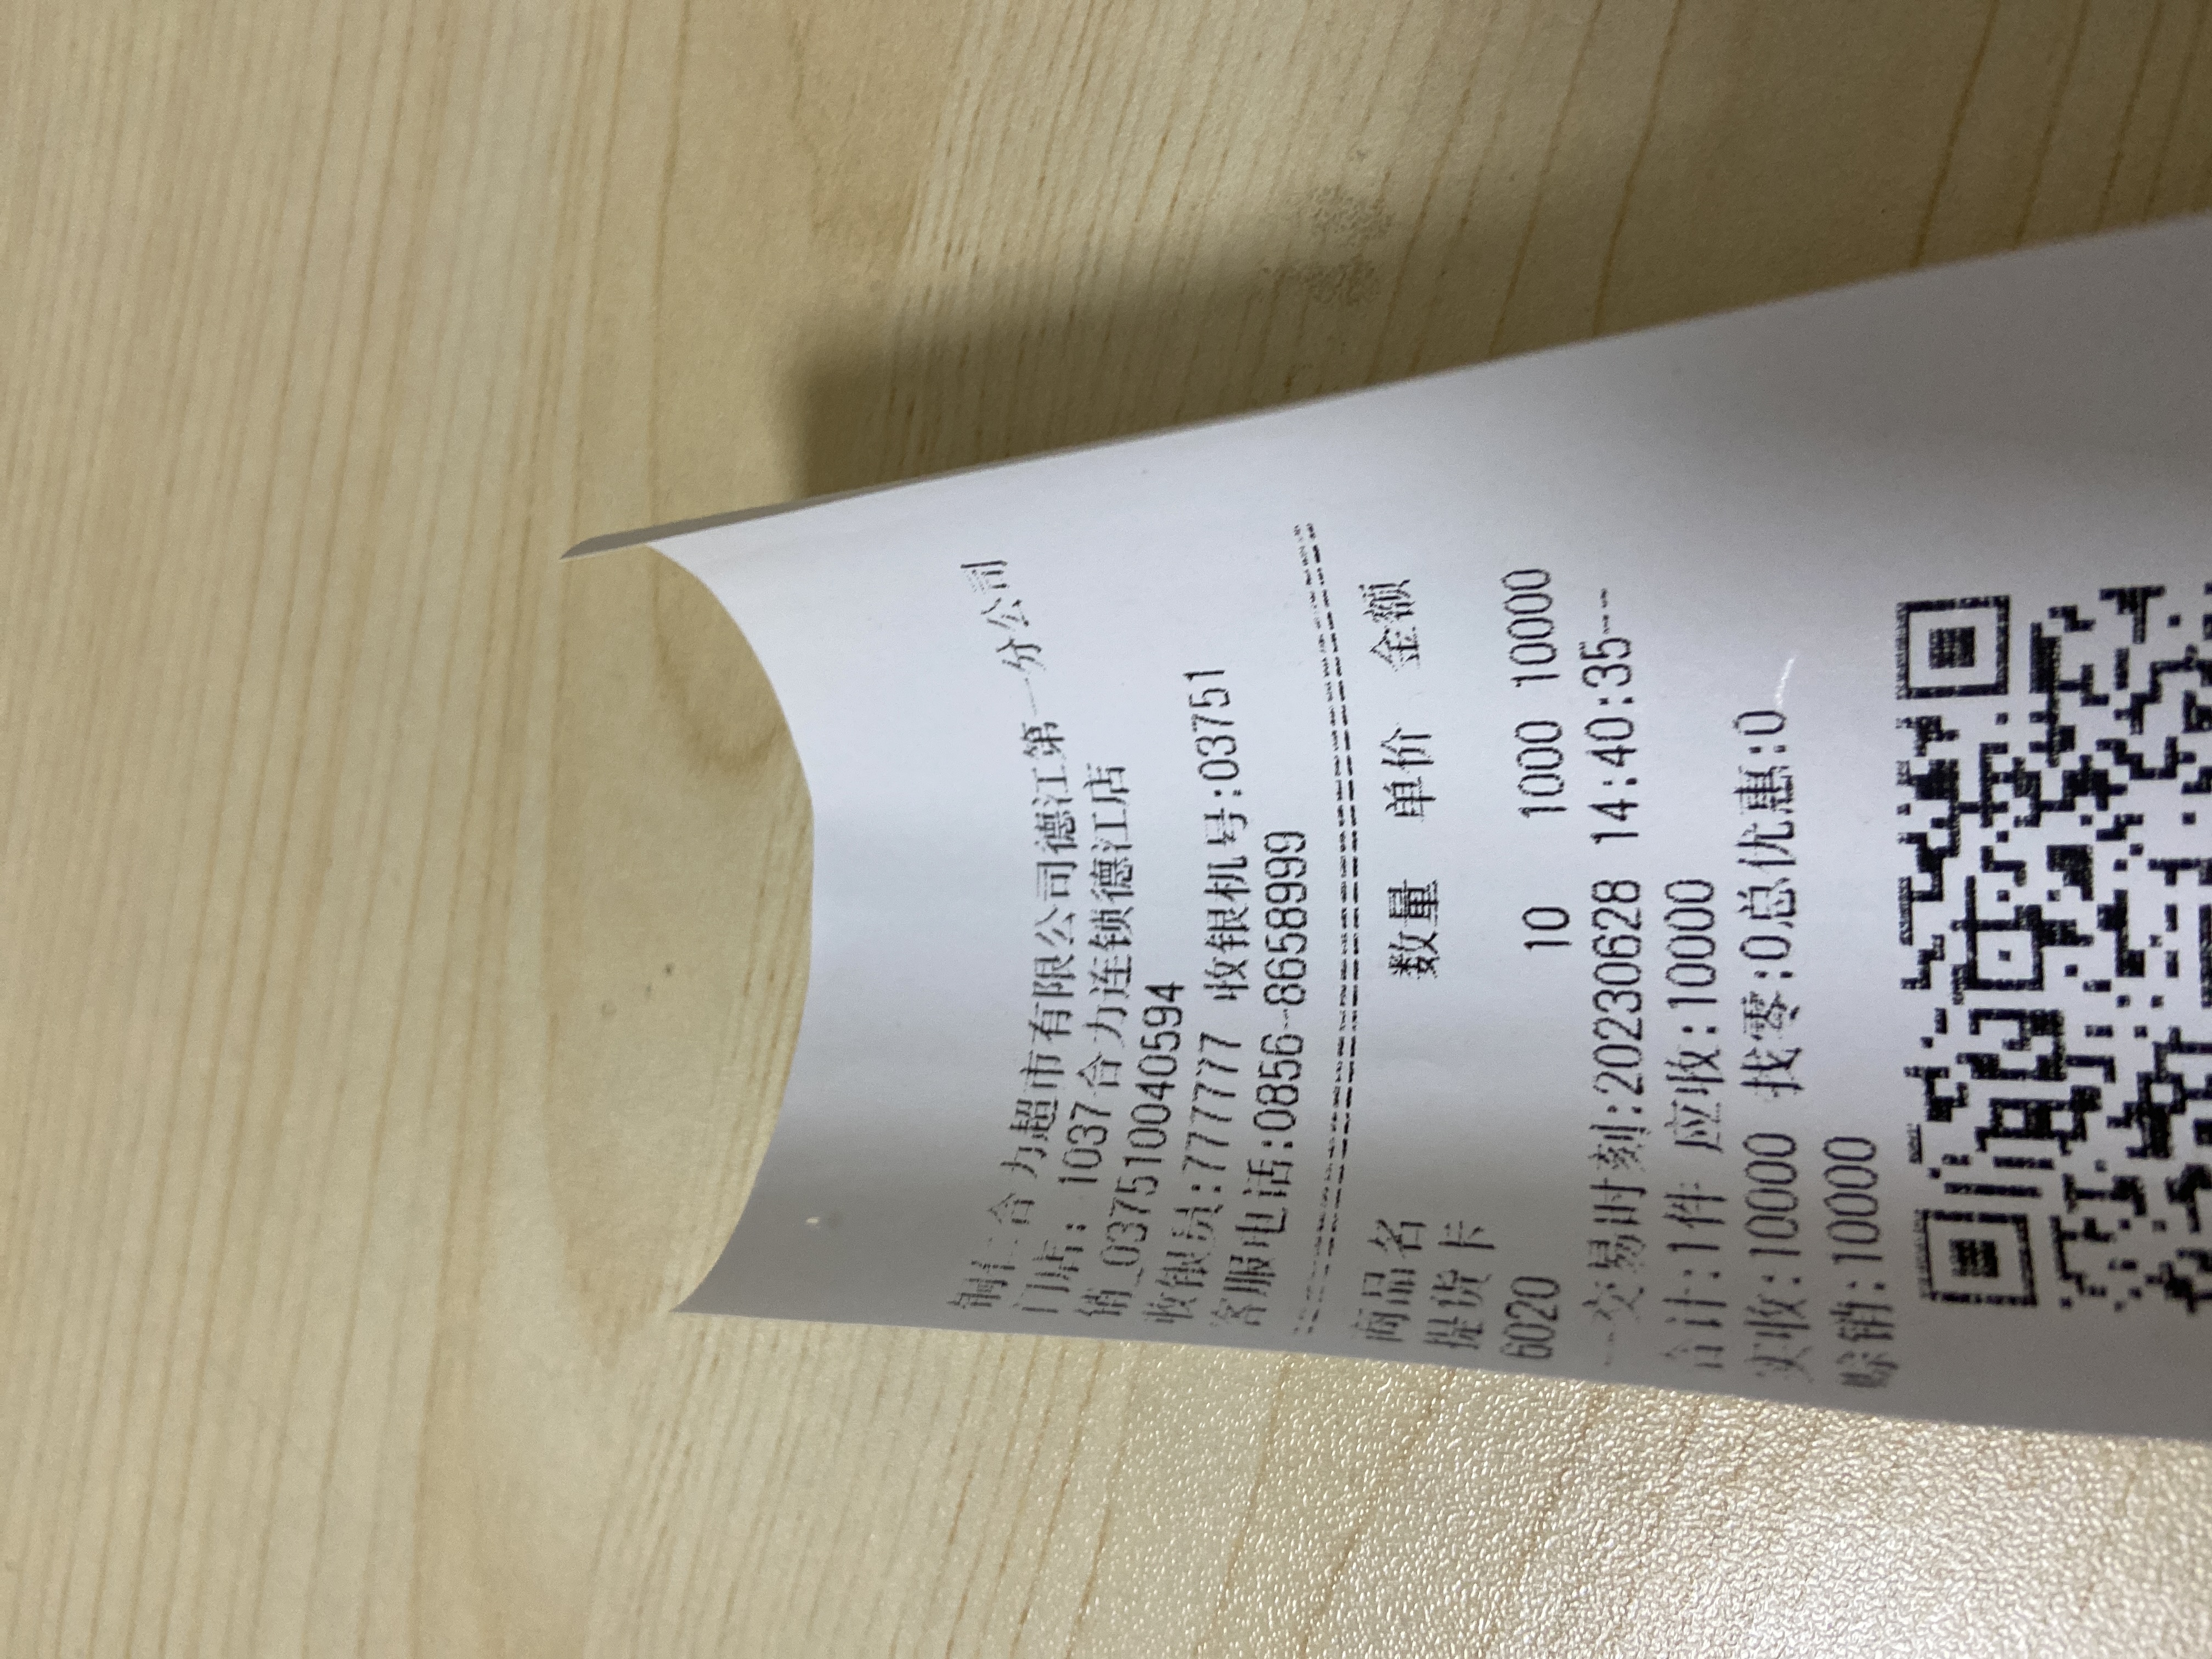 铜仁合力超市有限公司德江第一分公司
门店: 1037合力连锁德江店
销_037510040594
收银员:77777 收银机号:03751
客服电话:0856-8658999
商品名 数量 单价 金额
提货卡
6020 10 1000 10000
--交易时刻:20230628 14:40:35--
合计:1件 应收:10000
实收:10000 找零:0总优惠:0
赊销:10000